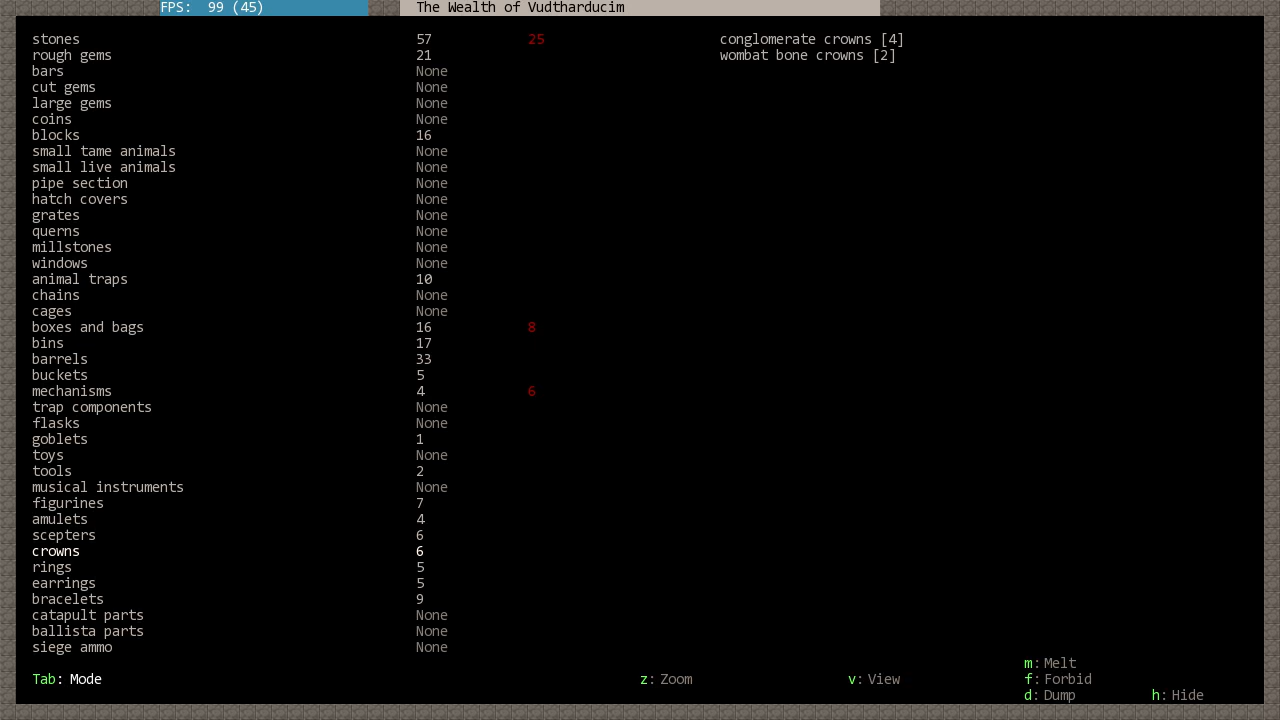 FPS: 99 (45) The Wealth of Vudtharducim
stones 57 25 conglomerate crowns [4]
rough gems 21 wombat bone crowns [2]
bars None
cut gems None
large gems None
coins None
blocks 16
small tame animals None
small live animals None
pipe section None
hatch covers None
grates None
querns None
millstones None
windows None
animal traps 10
chains None
cages None
boxes and bags 16 8
bins 17
barrels 33
buckets 5
mechanisms 4 6
trap components None
flasks None
goblets 1
toys None
tools 2
musical instruments None
figurines 7
amulets 4
scepters 6
crowns 6
rings 5
earrings 5
bracelets 9
catapult parts None
ballista parts None
siege ammo None
m: Melt
Tab: Mode z: Zoom v: View f: Forbid
d: Dump h: Hide